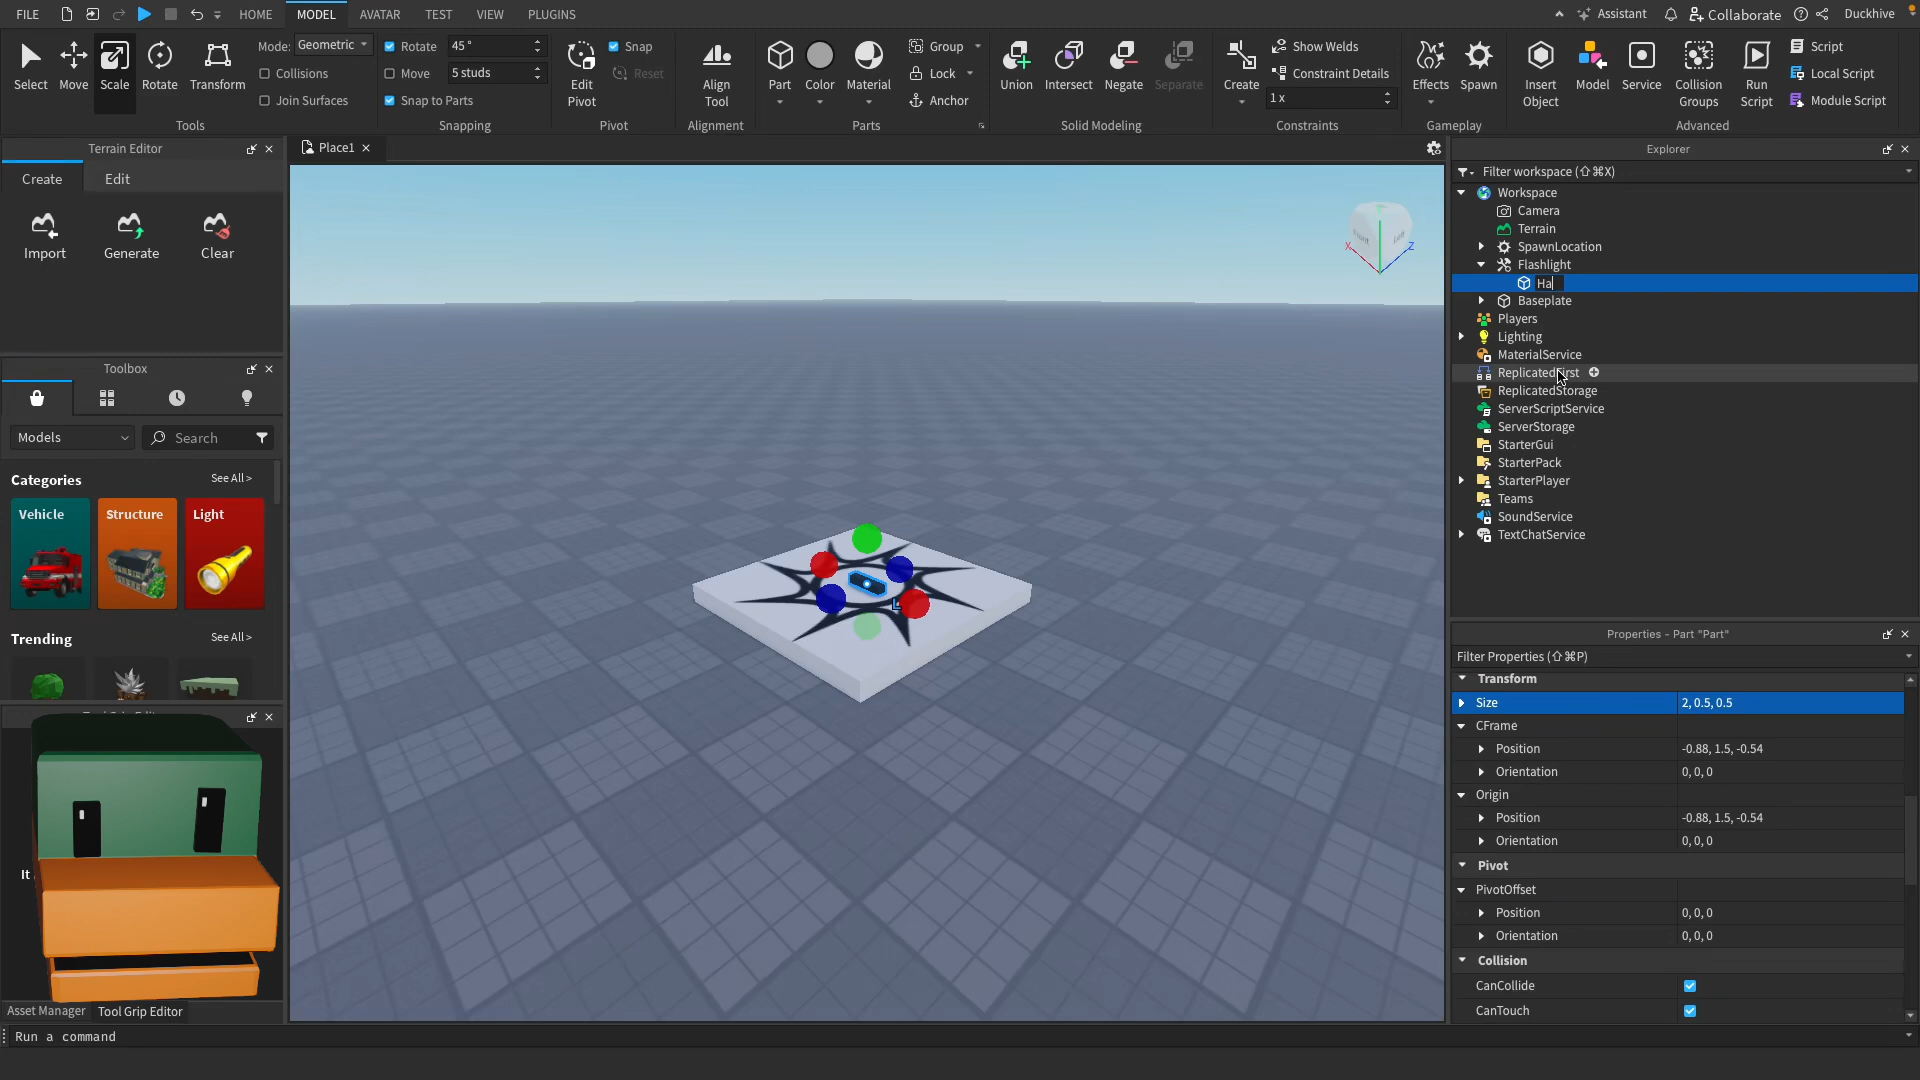 FILE
HOME
MODEL
AVATAR
TEST
VIEW
PLUGINS
Assistant
Collaborate
Duckhive
Select
Move
Scale
Rotate
Transform
Mode:
Geometric
Collisions
Join Surfaces
Tools
Rotate
45 °
Move
5 studs
Snap to Parts
Snapping
Edit
Pivot
Snap
Reset
Pivot
Align
Tool
Alignment
Part
Color
Material
Group
Lock
Anchor
Parts
Union
Intersect
Negate
Separate
Solid Modeling
Create
Show Welds
Constraint Details
1 x
Constraints
Effects
Spawn
Gameplay
Insert
Object
Model
Service
Collision
Groups
Run
Script
Script
Local Script
Module Script
Advanced
Terrain Editor
Create
Edit
Import
Generate
Clear
Toolbox
Models
Search
Categories
See All >
Vehicle
Structure
Light
Trending
See All >
It
Asset Manager
Tool Grip Editor
Run a command
Place1
X
Z
L
Explorer
Filter workspace (⇧⌘X)
Workspace
Camera
Terrain
SpawnLocation
Flashlight
Ha
Baseplate
Players
Lighting
MaterialService
ReplicatedFirst
ReplicatedStorage
ServerScriptService
ServerStorage
StarterGui
StarterPack
StarterPlayer
Teams
SoundService
TextChatService
Properties - Part "Part"
Filter Properties (⇧⌘P)
Transform
Size
2, 0.5, 0.5
CFrame
Position
-0.88, 1.5, -0.54
Orientation
0, 0, 0
Origin
Position
-0.88, 1.5, -0.54
Orientation
0, 0, 0
Pivot
PivotOffset
Position
0, 0, 0
Orientation
0, 0, 0
Collision
CanCollide
CanTouch